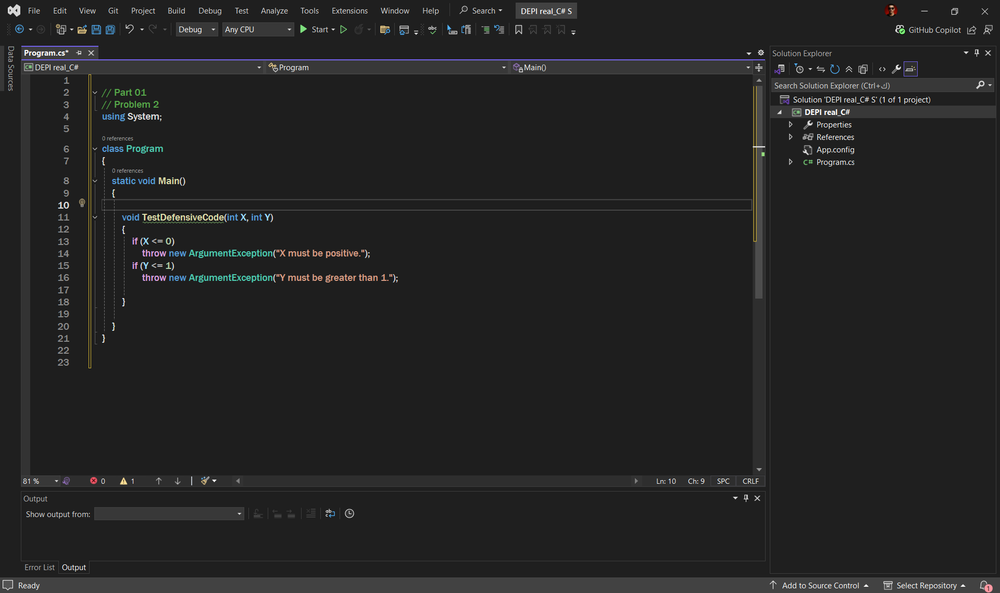 File Edit View Git Project Build Debug Test Analyze Tools Extensions Window Help Search DEPI real_C# S
Debug Any CPU Start abc GitHub Copilot
Data Sources
Program.cs*
C# DEPI real_C# Program Main()
1
2 // Part 01
3 // Problem 2
4 using System;
5
0 references
6 class Program
7 {
0 references
8 static void Main()
9 {
10
11 void TestDefensiveCode(int X, int Y)
12 {
13 if (X <= 0)
14 throw new ArgumentException("X must be positive.");
15 if (Y <= 1)
16 throw new ArgumentException("Y must be greater than 1.");
17
18 }
19
20 }
21 }
22
23
81 % 0 1 Ln: 10 Ch: 9 SPC CRLF
Output
Show output from:
Error List Output
Solution Explorer
Search Solution Explorer (Ctrl+ك)
Solution 'DEPI real_C# S' (1 of 1 project)
C# DEPI real_C#
Properties
References
App.config
C# Program.cs
Ready Add to Source Control Select Repository 1